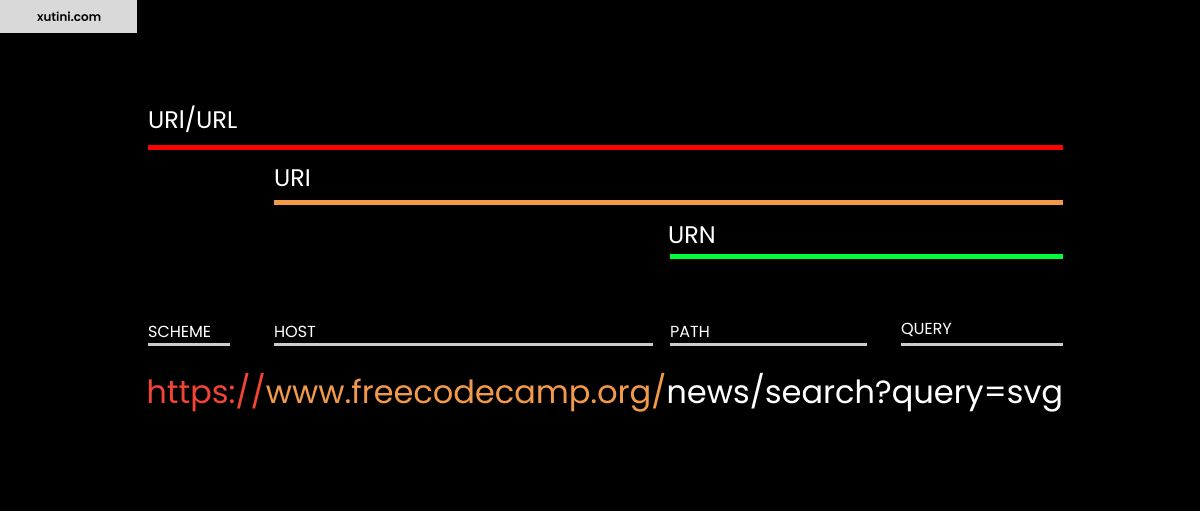 xutini.com
URI/URL
URI
URN
SCHEME HOST PATH QUERY
https://www.freecodecamp.org/news/search?query=svg